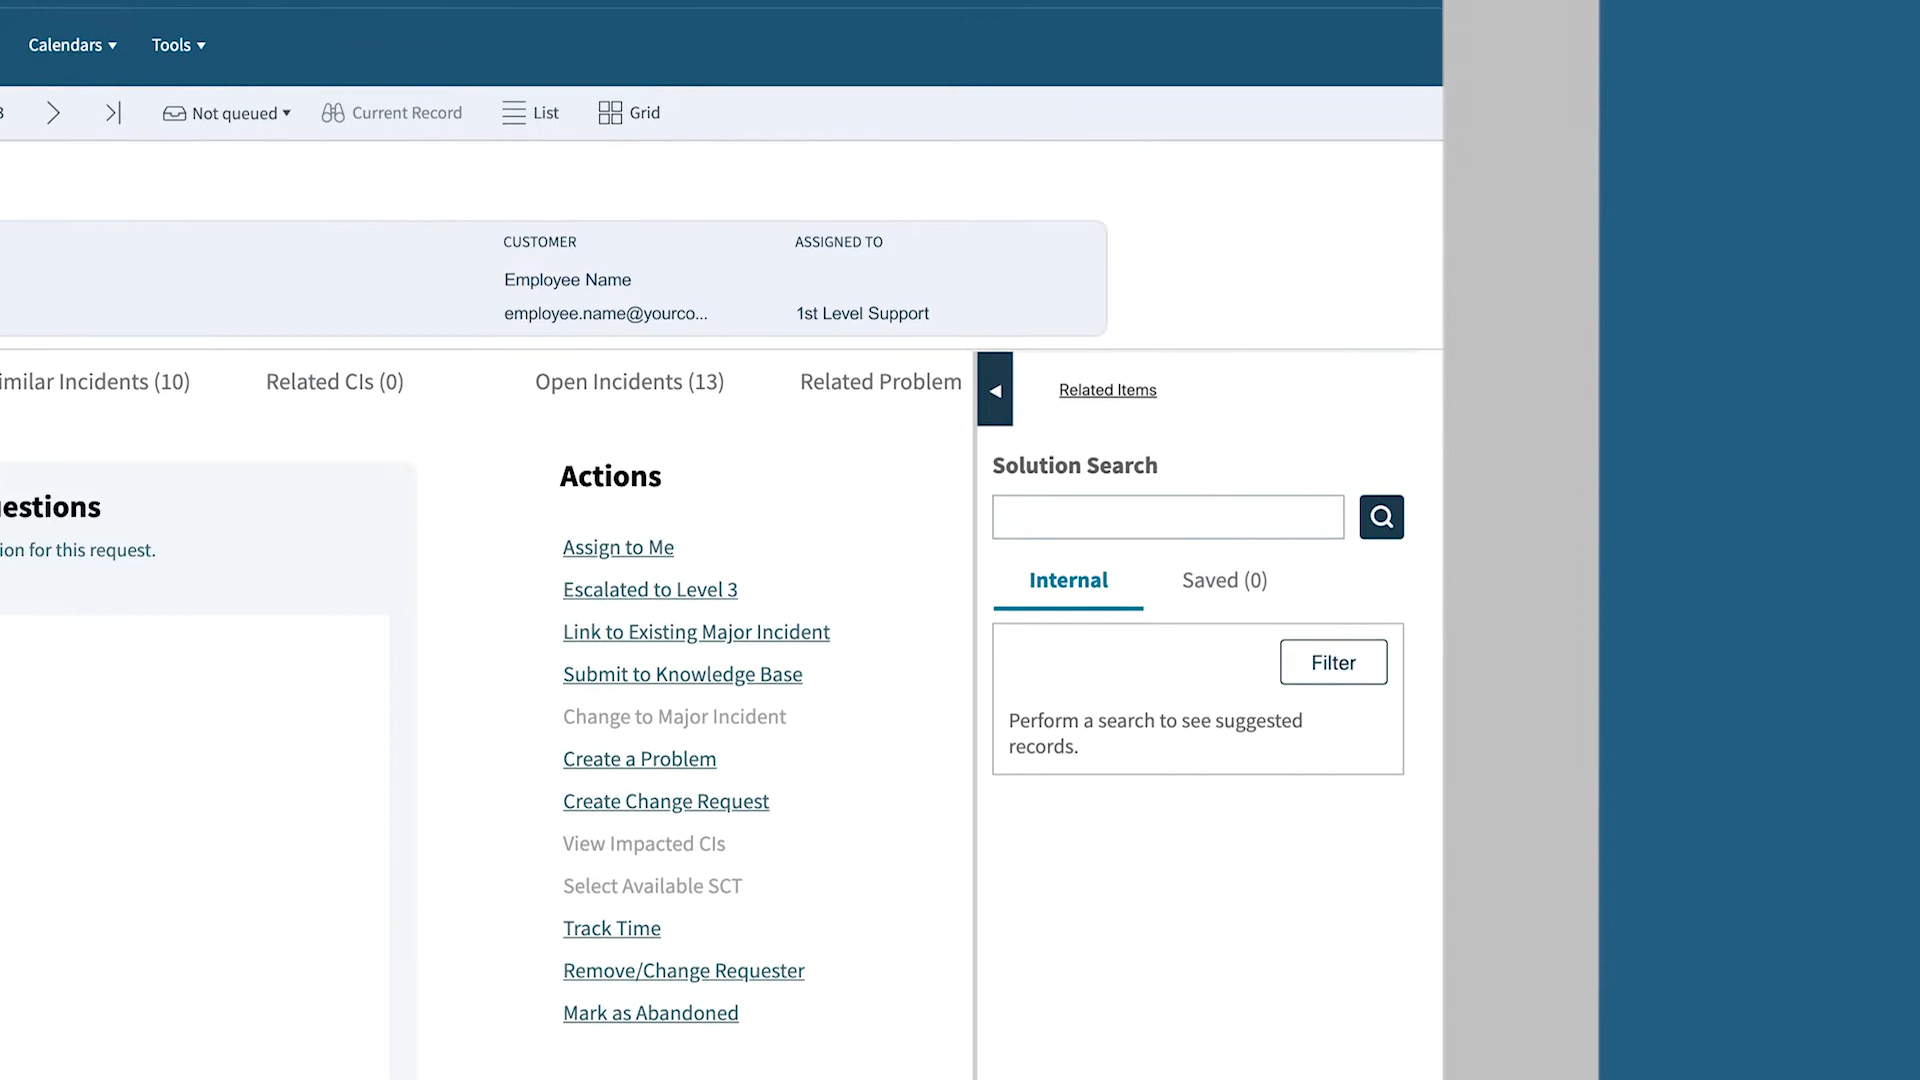 Calendars
Tools
Not queued
Current Record
List
Grid
CUSTOMER
ASSIGNED TO
Employee Name
employee.name@yourco...
1st Level Support
imilar Incidents (10)
Related CIs (0)
Open Incidents (13)
Related Problem
Related Items
Solution Search
Internal
Saved (0)
Filter
Perform a search to see suggested
records.
estions
ion for this request.
Actions
Assign to Me
Escalated to Level 3
Link to Existing Major Incident
Submit to Knowledge Base
Change to Major Incident
Create a Problem
Create Change Request
View Impacted CIs
Select Available SCT
Track Time
Remove/Change Requester
Mark as Abandoned